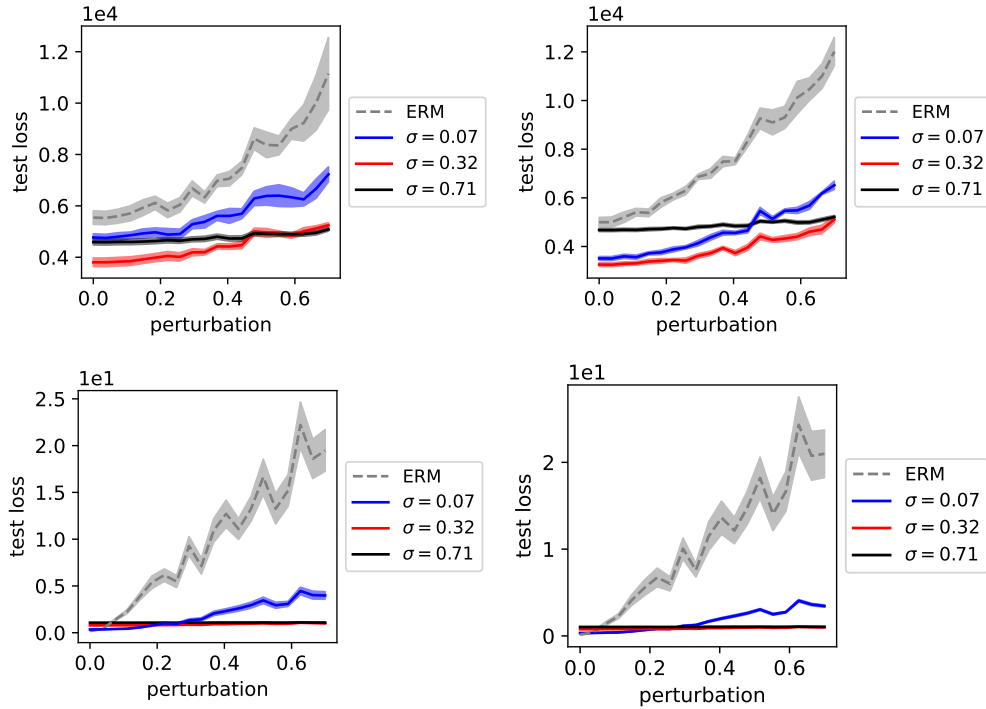 1e4
1.2
1.0
0.8
0.6
0.4
test loss
0.0 0.2 0.4 0.6
perturbation
ERM
σ = 0.07
σ = 0.32
σ = 0.71
1e4
1.2
1.0
0.8
0.6
0.4
test loss
0.0 0.2 0.4 0.6
perturbation
ERM
σ = 0.07
σ = 0.32
σ = 0.71
1e1
2.5
2.0
1.5
1.0
0.5
0.0
test loss
0.0 0.2 0.4 0.6
perturbation
ERM
σ = 0.07
σ = 0.32
σ = 0.71
1e1
2
1
0
test loss
0.0 0.2 0.4 0.6
perturbation
ERM
σ = 0.07
σ = 0.32
σ = 0.71